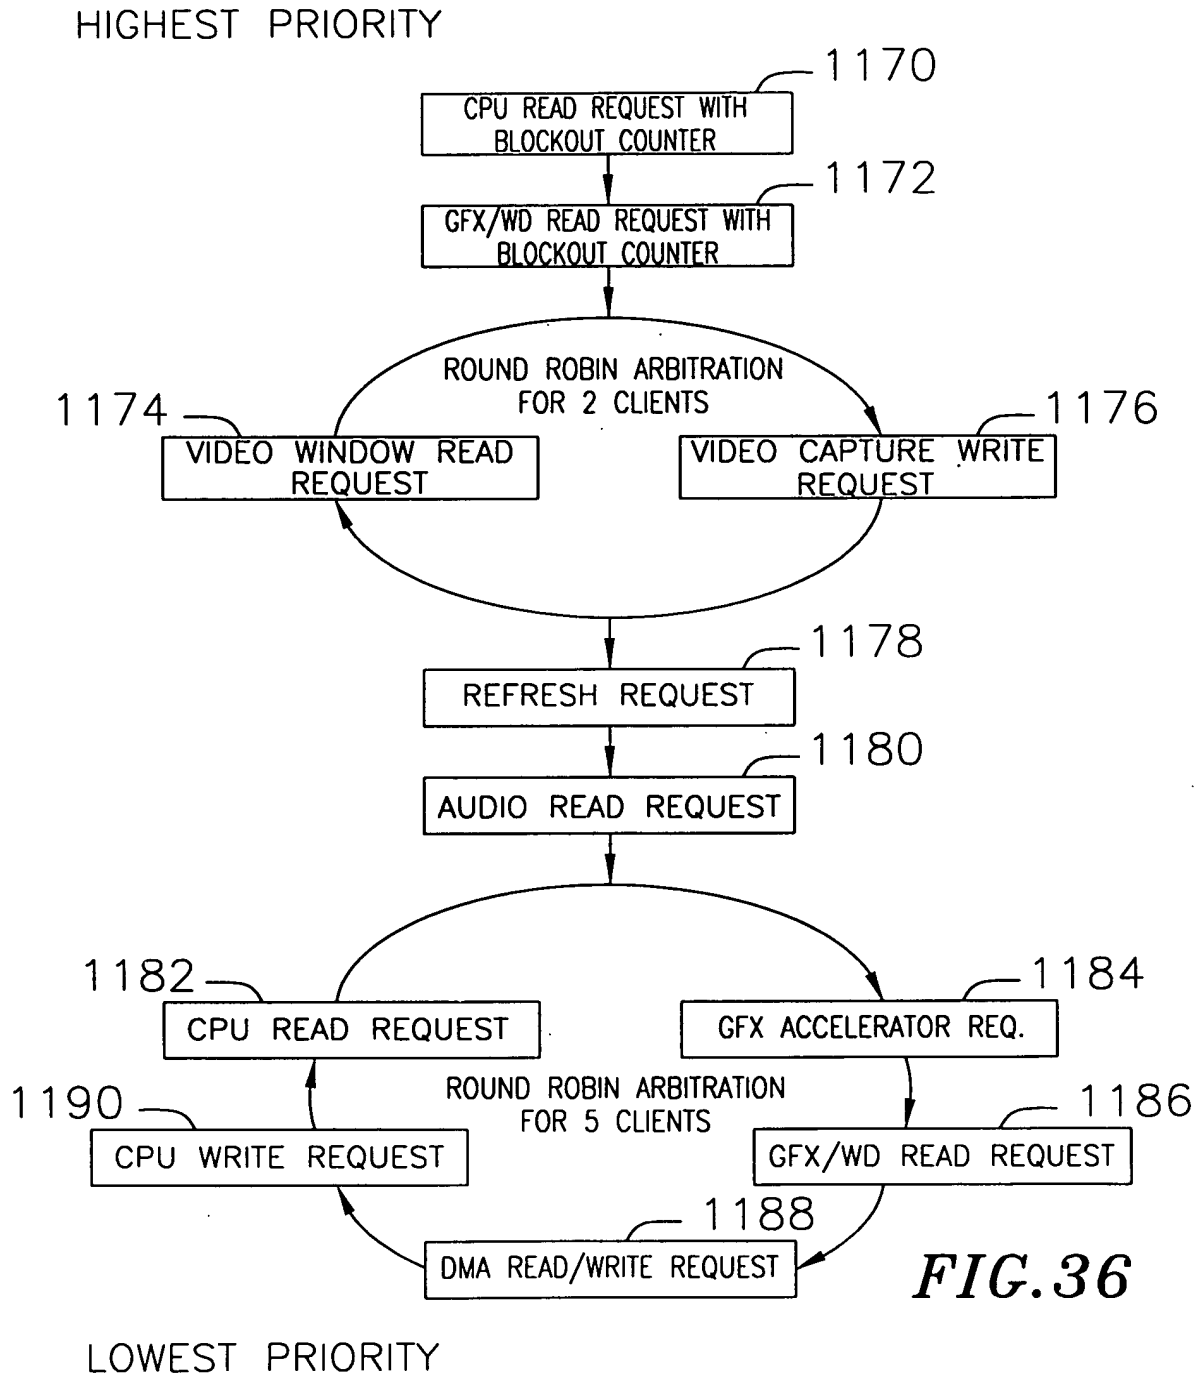 HIGHEST PRIORITY
1170
CPU READ REQUEST WITH
BLOCKOUT COUNTER
1172
GFX/WD READ REQUEST WITH
BLOCKOUT COUNTER
ROUND ROBIN ARBITRATION
FOR 2 CLIENTS
1174
1176
VIDEO WINDOW READ
REQUEST
VIDEO CAPTURE WRITE
REQUEST
1178
REFRESH REQUEST
1180
AUDIO READ REQUEST
1182
1184
CPU READ REQUEST
GFX ACCELERATOR REQ.
ROUND ROBIN ARBITRATION
FOR 5 CLIENTS
1190
1186
CPU WRITE REQUEST
GFX/WD READ REQUEST
1188
DMA READ/WRITE REQUEST
FIG.36
LOWEST PRIORITY